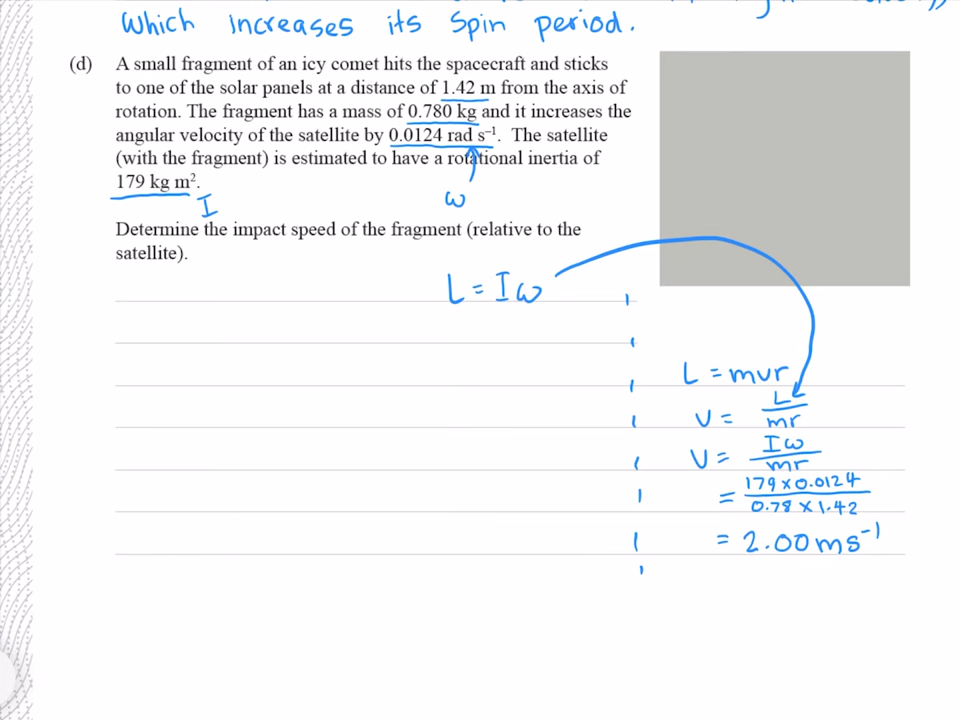 which increases its spin period.
(d) A small fragment of an icy comet hits the spacecraft and sticks
to one of the solar panels at a distance of 1.42 m from the axis of
rotation. The fragment has a mass of 0.780 kg and it increases the
angular velocity of the satellite by 0.0124 rad s⁻¹. The satellite
(with the fragment) is estimated to have a rotational inertia of
179 kg m².
I
ω
Determine the impact speed of the fragment (relative to the
satellite).
L = Iω
L = mvr
v = L/mr
v = Iω/mr
= 179 × 0.0124 / 0.78 × 1.42
= 2.00 ms⁻¹